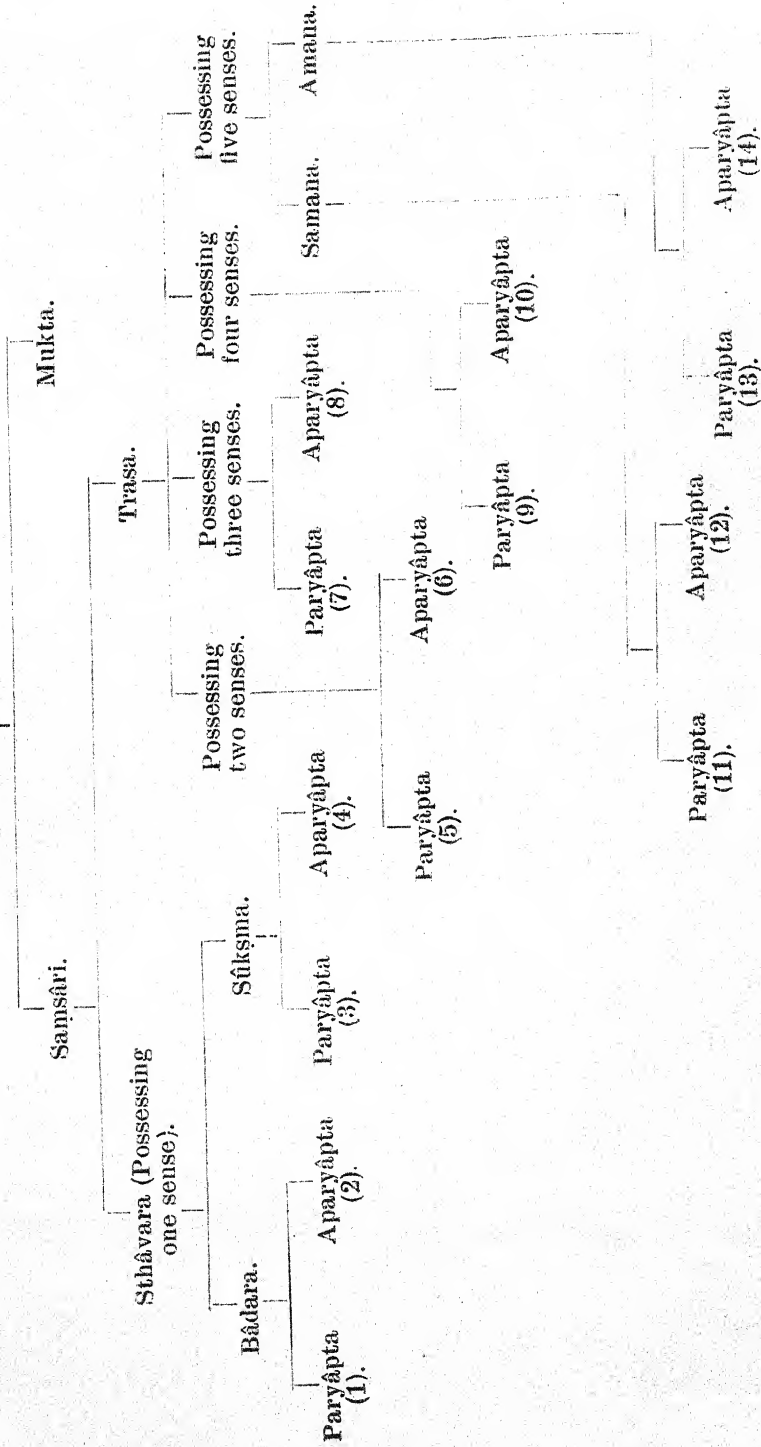 Mukta.
Saṃsâri.
Trasa.
Sthâvara (Possessing
one sense).
Possessing
two senses.
Possessing
three senses.
Possessing
four senses.
Possessing
five senses.
Bâdara.
Sûkṣma.
Samana.
Amana.
Paryâpta
(1).
Aparyâpta
(2).
Paryâpta
(3).
Aparyâpta
(4).
Paryâpta
(5).
Aparyâpta
(6).
Paryâpta
(7).
Aparyâpta
(8).
Paryâpta
(9).
Aparyâpta
(10).
Paryâpta
(11).
Aparyâpta
(12).
Paryâpta
(13).
Aparyâpta
(14).